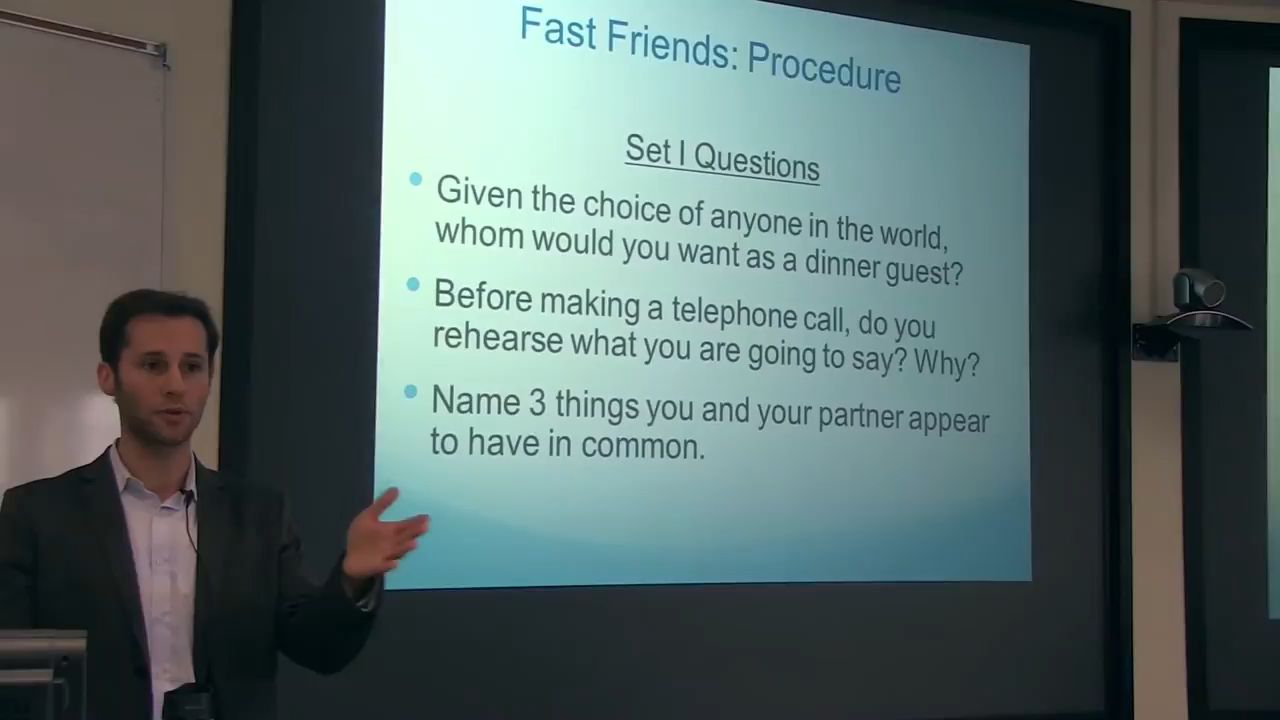 Fast Friends: Procedure
Set I Questions
• Given the choice of anyone in the world,
whom would you want as a dinner guest?
• Before making a telephone call, do you
rehearse what you are going to say? Why?
• Name 3 things you and your partner appear
to have in common.